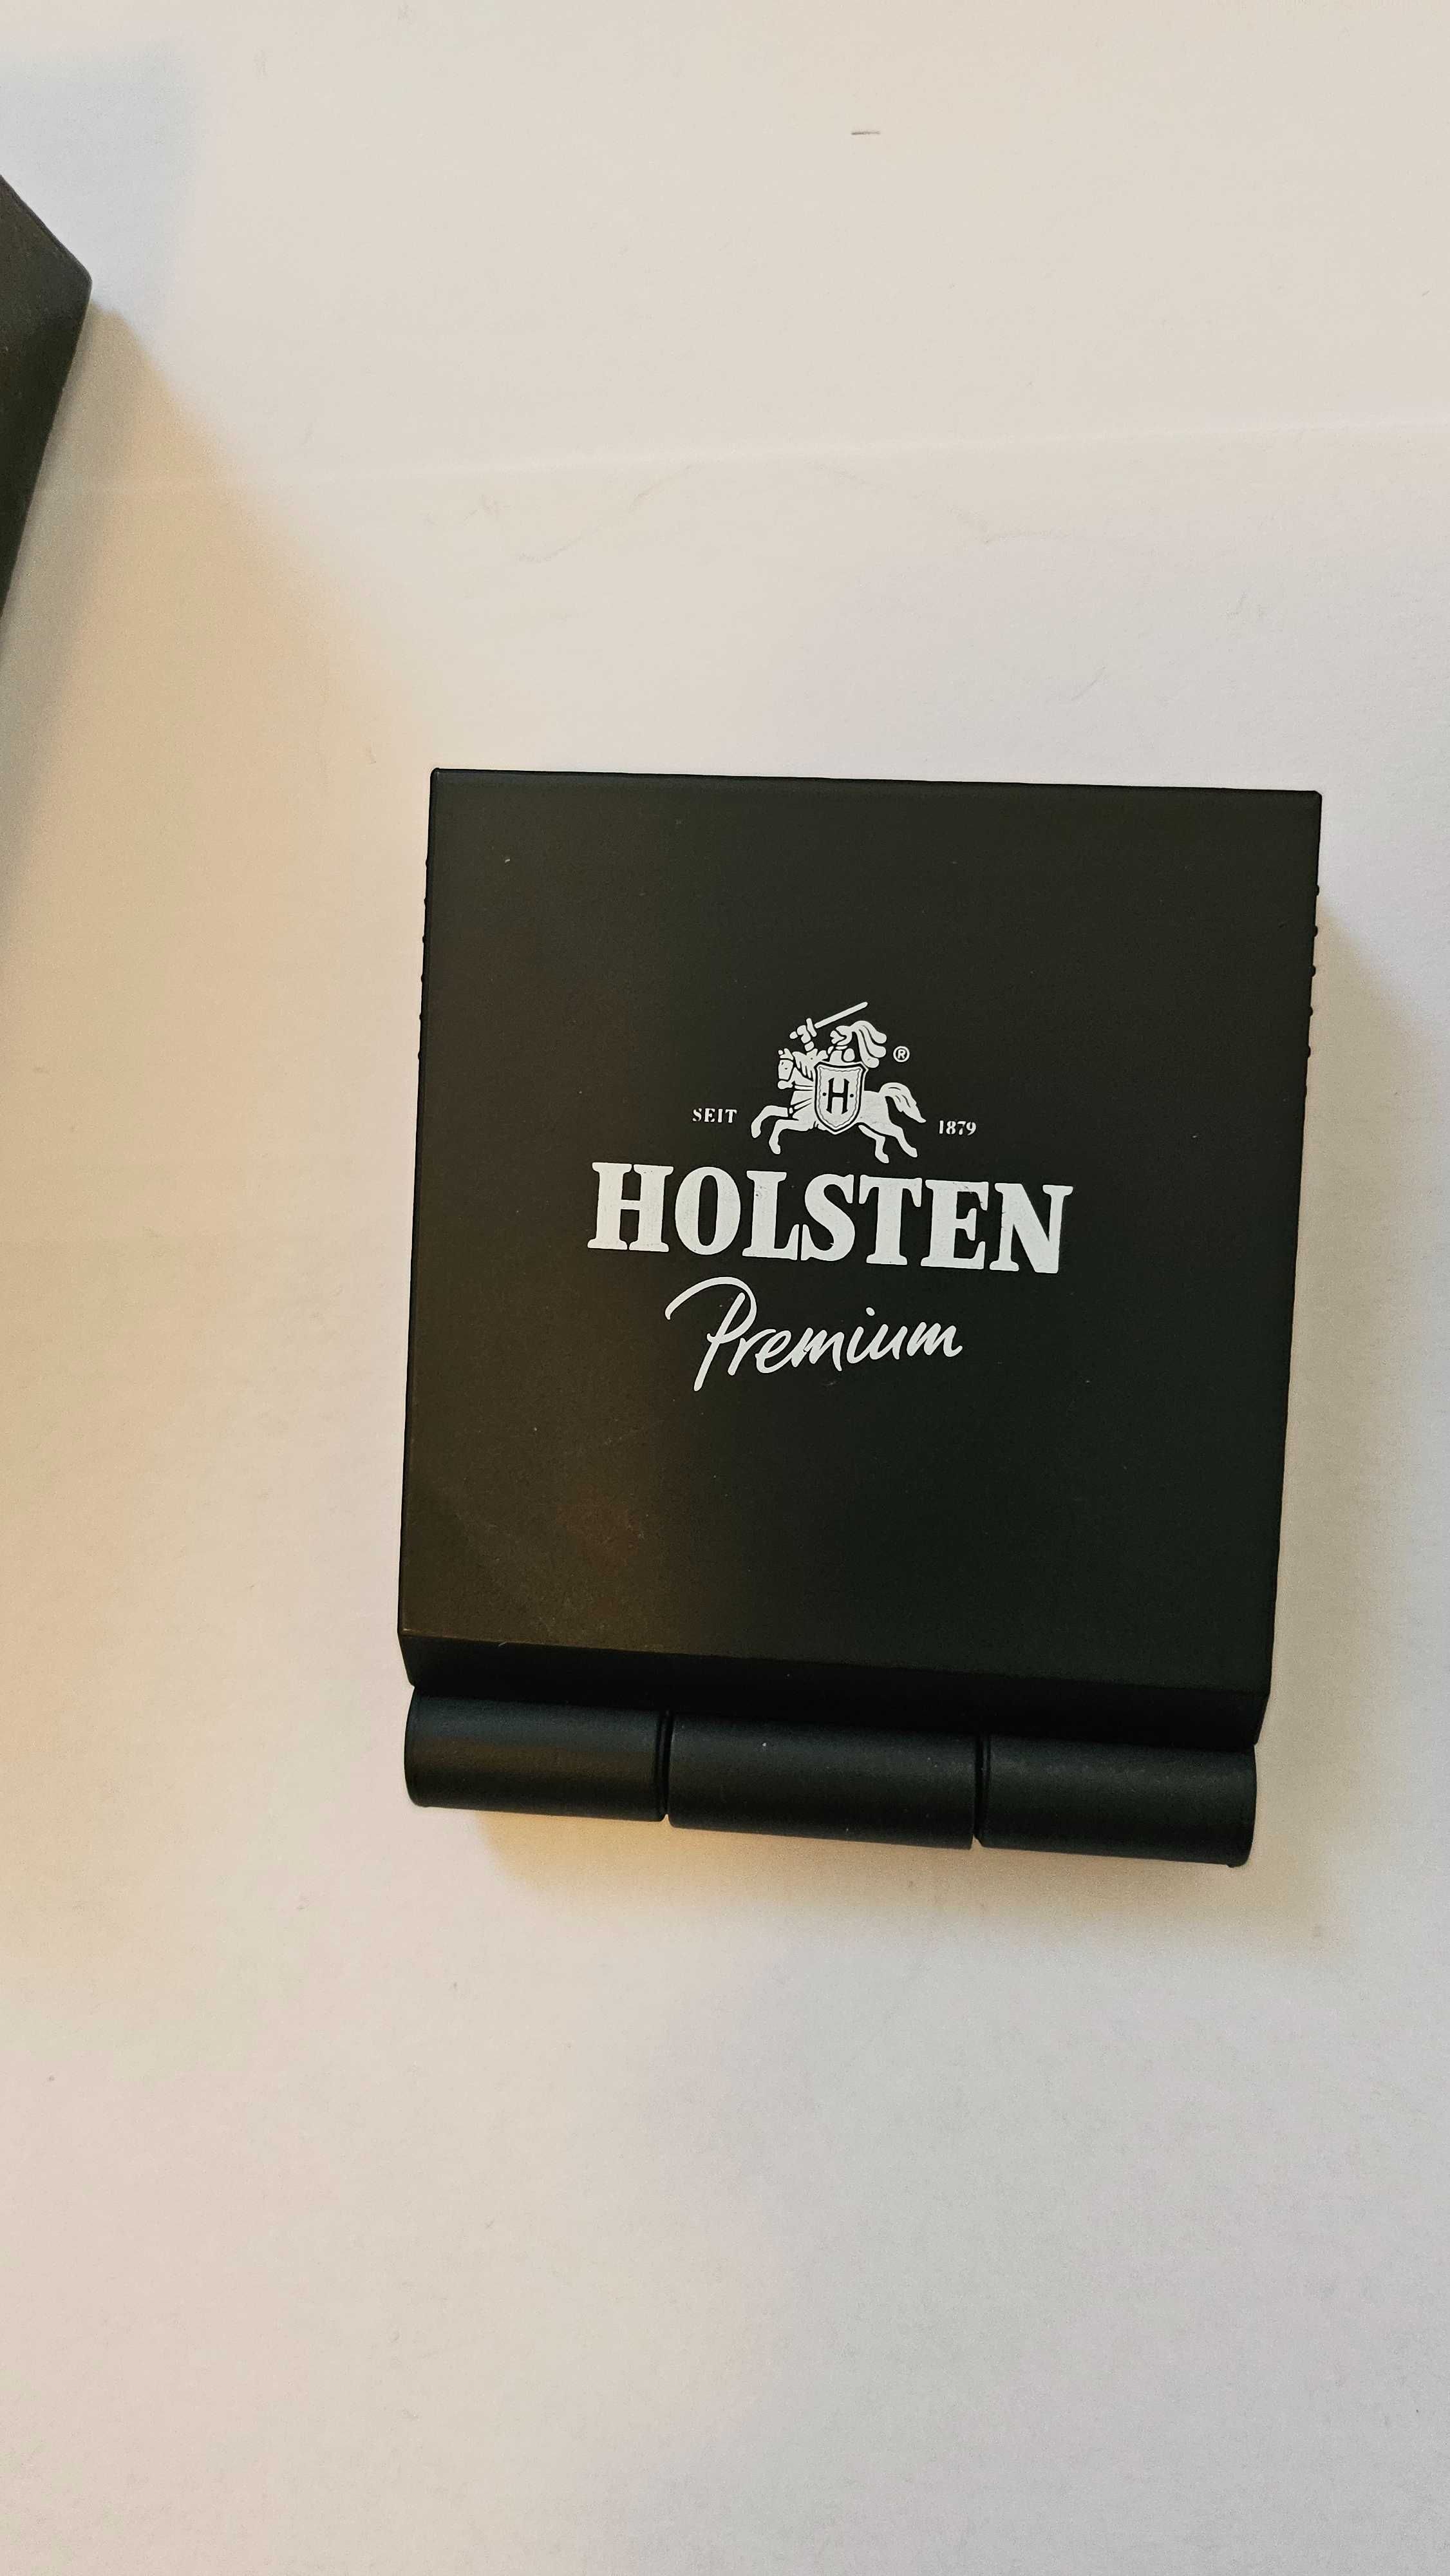 ®
H
SEIT 1879
HOLSTEN
Premium